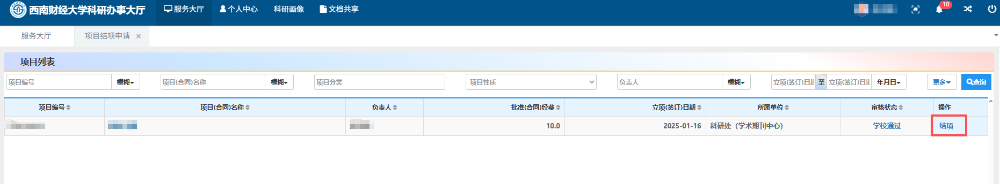 西南财经大学科研办事大厅 服务大厅 个人中心 科研画像 文档共享 10
服务大厅 项目结项申请 ×
项目列表
项目编号 模糊 项目(合同)名称 模糊 项目分类 项目性质 负责人 模糊 立项(签订)日期 至 立项(签订)日期 年月日 更多 查询
项目编号 项目(合同)名称 负责人 批准(合同)经费 立项(签订)日期 所属单位 审核状态 操作
10.0 2025-01-16 科研处（学术期刊中心） 学校通过 结项